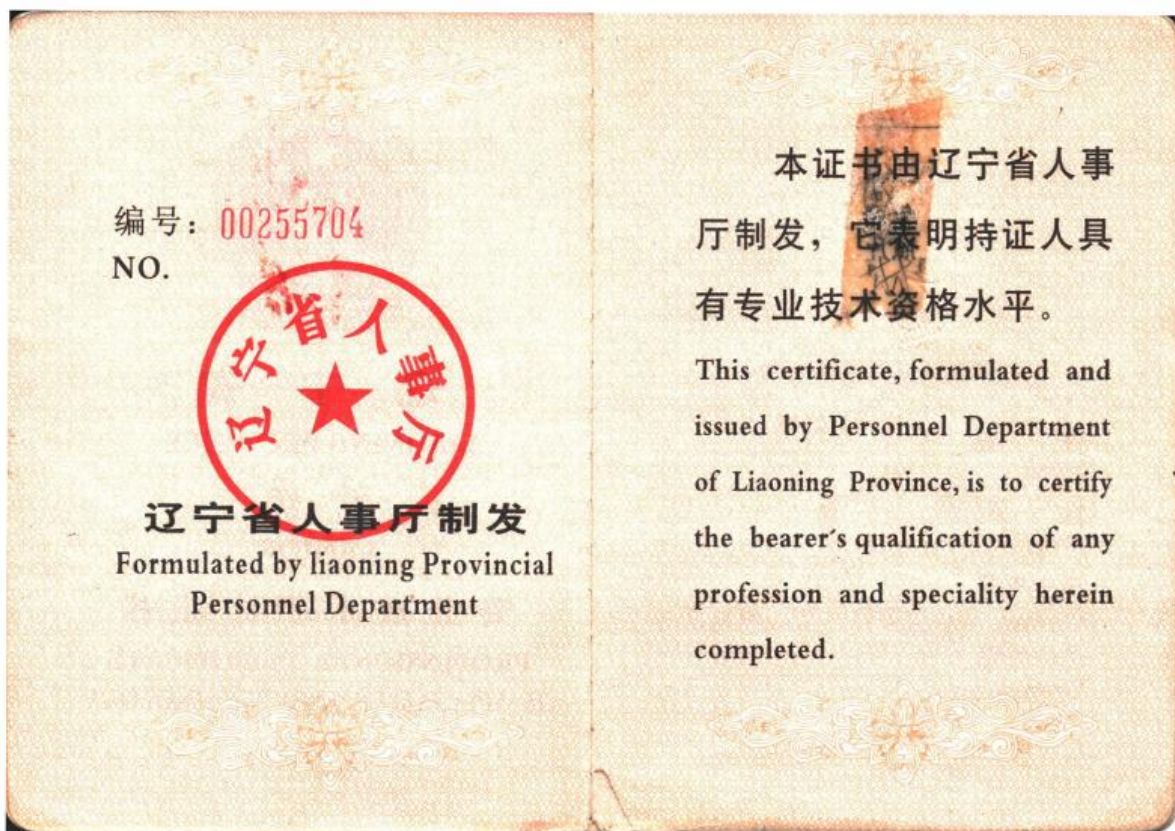 编号：00255704
NO.
辽宁省人事厅
辽宁省人事厅制发
Formulated by liaoning Provincial
Personnel Department
本证书由辽宁省人事
厅制发，它表明持证人具
有专业技术资格水平。
This certificate, formulated and
issued by Personnel Department
of Liaoning Province, is to certify
the bearer's qualification of any
profession and speciality herein
completed.